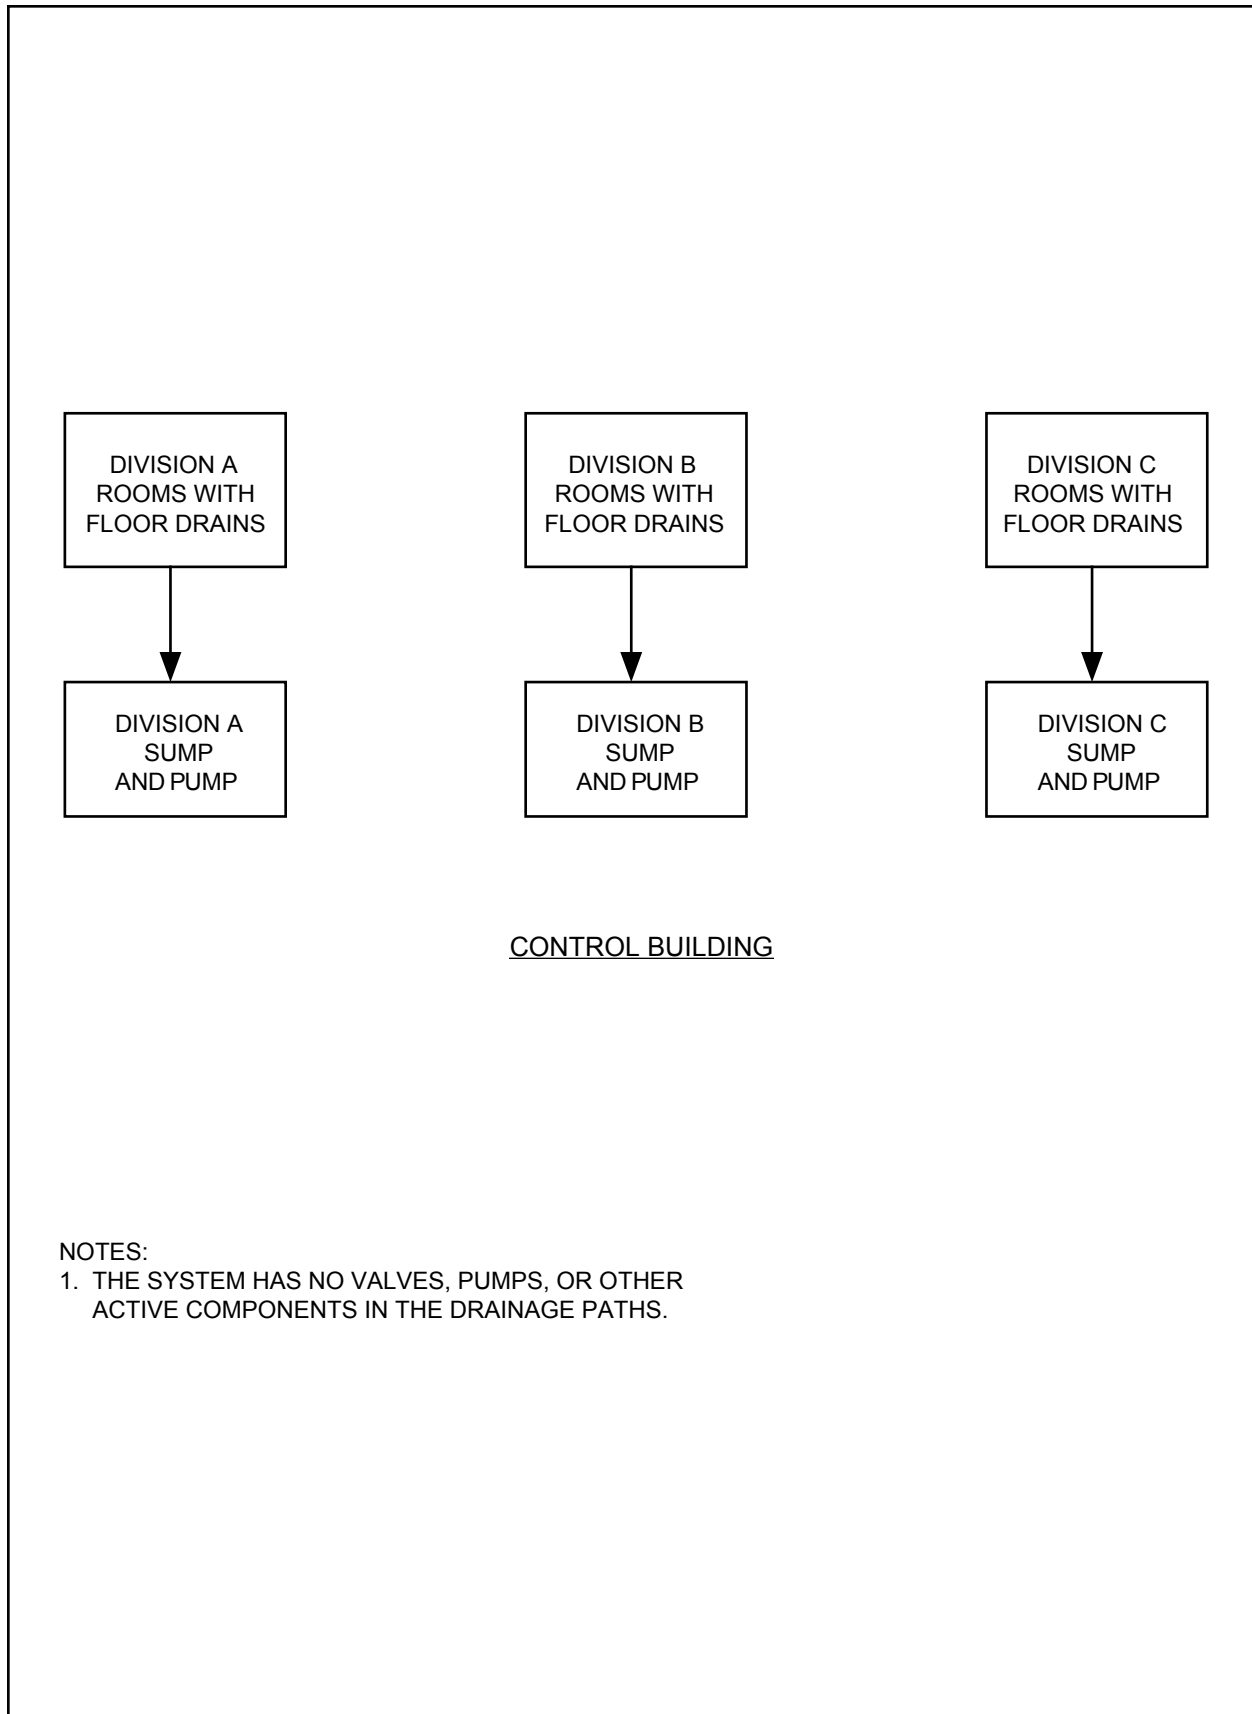 DIVISION A
ROOMS WITH
FLOOR DRAINS
DIVISION B
ROOMS WITH
FLOOR DRAINS
DIVISION C
ROOMS WITH
FLOOR DRAINS
DIVISION A
SUMP
AND PUMP
DIVISION B
SUMP
AND PUMP
DIVISION C
SUMP
AND PUMP
CONTROL BUILDING
NOTES:
1. THE SYSTEM HAS NO VALVES, PUMPS, OR OTHER
ACTIVE COMPONENTS IN THE DRAINAGE PATHS.